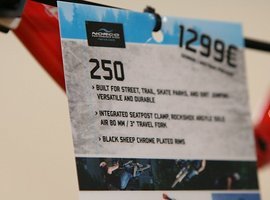 NORCO
1299€
250
› BUILT FOR STREET, TRAIL, SKATE PARKS, AND DIRT JUMPING
VERSATILE AND DURABLE
› INTEGRATED SEATPOST CLAMP, ROCKSHOX ARGYLE SOLO
AIR 80 MM / 3" TRAVEL FORK
› BLACK SHEEP CHROME PLATED RIMS